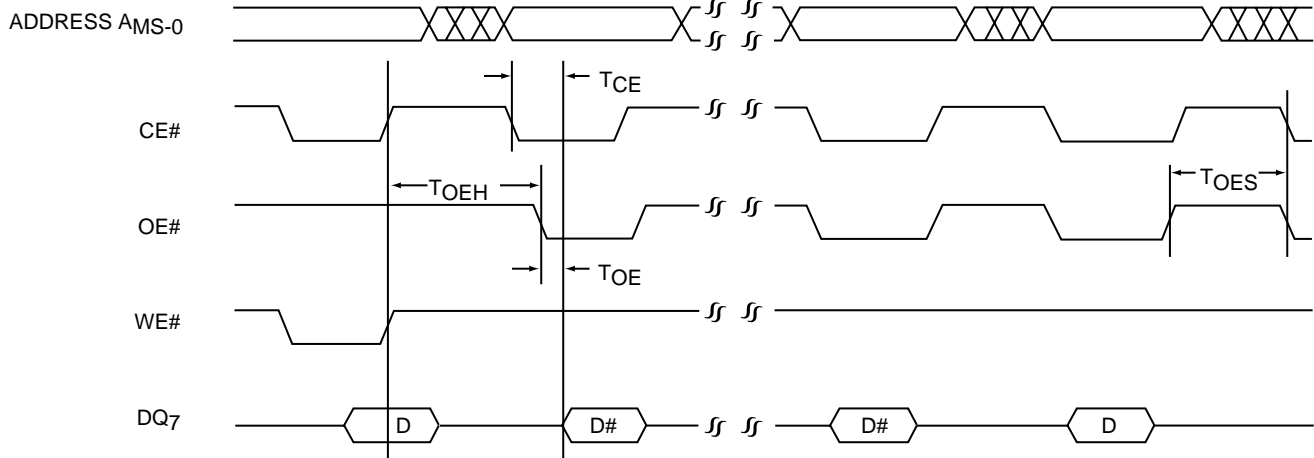 ADDRESS AMS-0
TCE
CE#
TOEH
TOES
OE#
TOE
WE#
DQ7
D
D#
D#
D